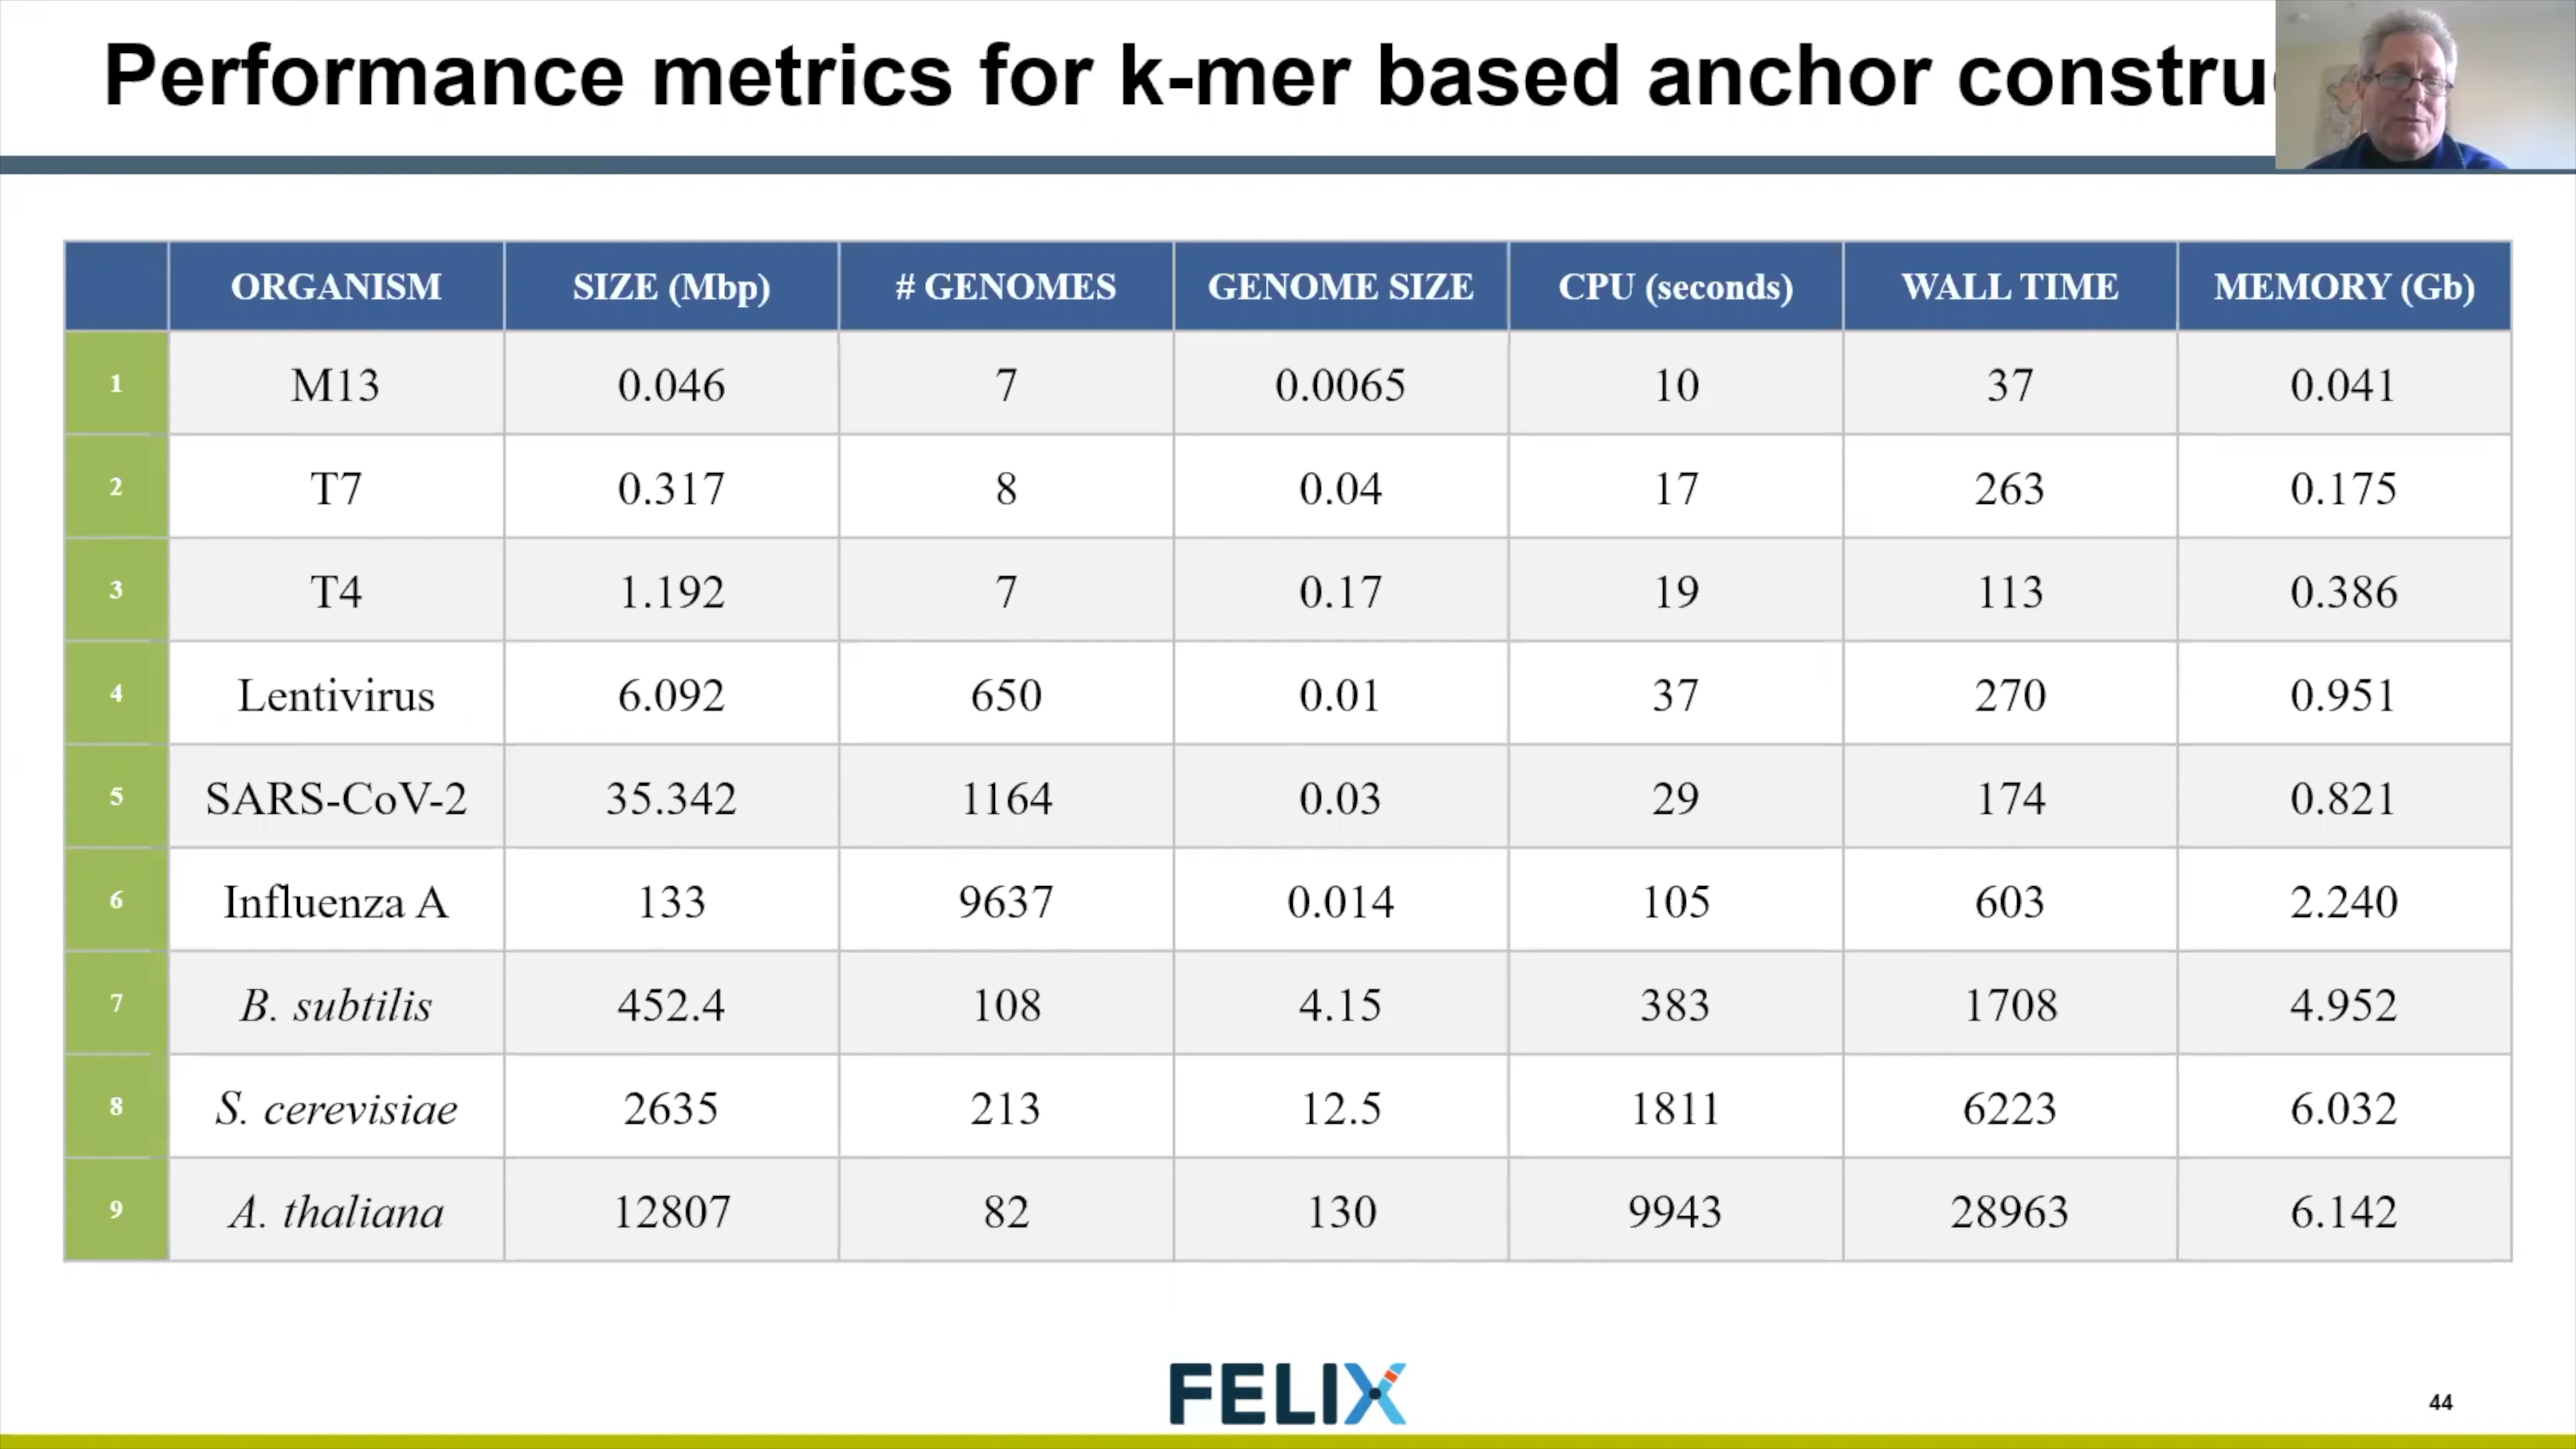 Performance metrics for k-mer based anchor constru
ORGANISM SIZE (Mbp) # GENOMES GENOME SIZE CPU (seconds) WALL TIME MEMORY (Gb)
1 M13 0.046 7 0.0065 10 37 0.041
2 T7 0.317 8 0.04 17 263 0.175
3 T4 1.192 7 0.17 19 113 0.386
4 Lentivirus 6.092 650 0.01 37 270 0.951
5 SARS-CoV-2 35.342 1164 0.03 29 174 0.821
6 Influenza A 133 9637 0.014 105 603 2.240
7 B. subtilis 452.4 108 4.15 383 1708 4.952
8 S. cerevisiae 2635 213 12.5 1811 6223 6.032
9 A. thaliana 12807 82 130 9943 28963 6.142
FELIX
44